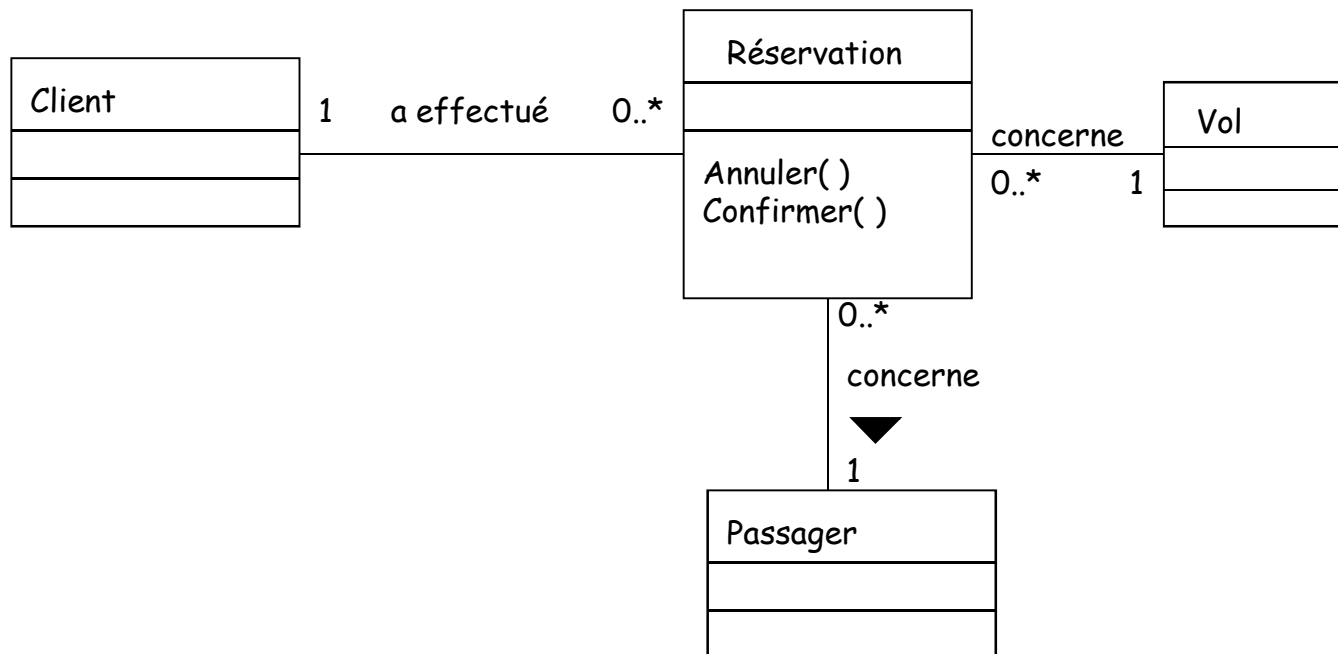 Réservation
Client
1 a effectué 0..*
Vol
concerne
Annuler( )
0..* 1
Confirmer( )
0..*
concerne
1
Passager